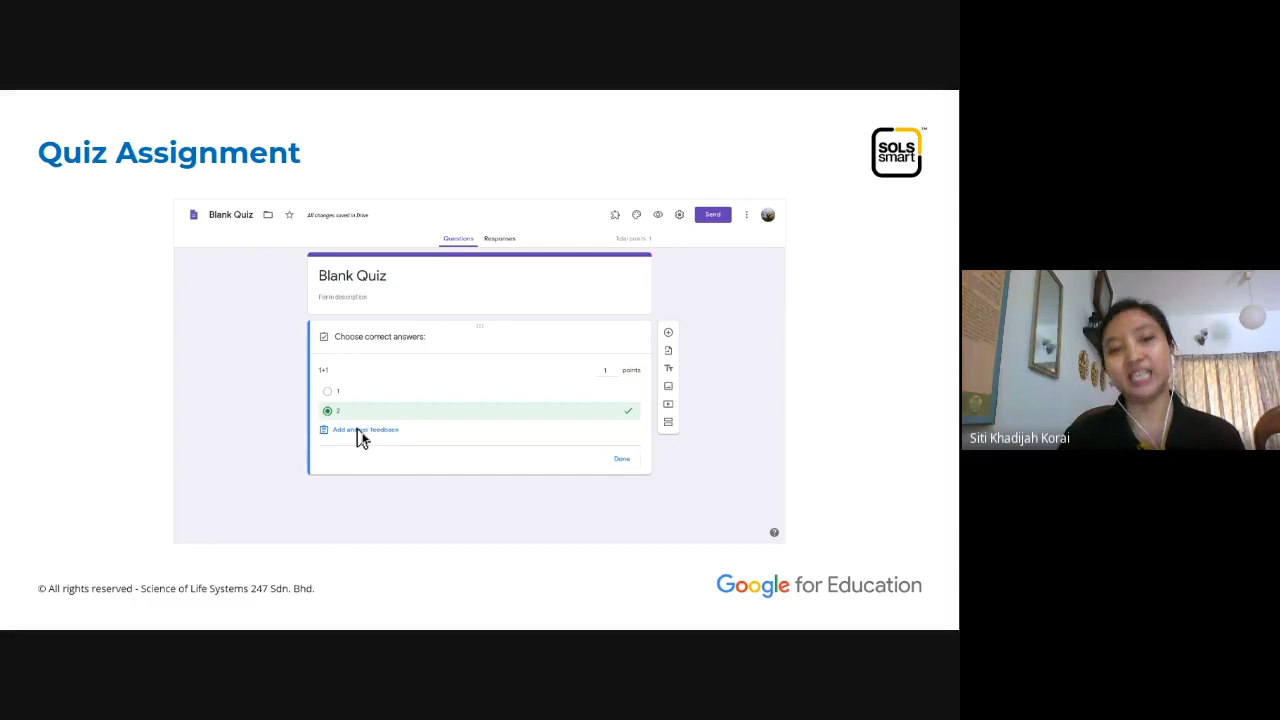 Quiz Assignment
SOLS
smart
™
Blank Quiz
All changes saved in Drive
Send
Questions Responses
Total points: 1
Blank Quiz
Form description
Choose correct answers:
1+1
1 points
1
2
Add answer feedback
Done
Siti Khadijah Korai
© All rights reserved - Science of Life Systems 247 Sdn. Bhd.
Google for Education